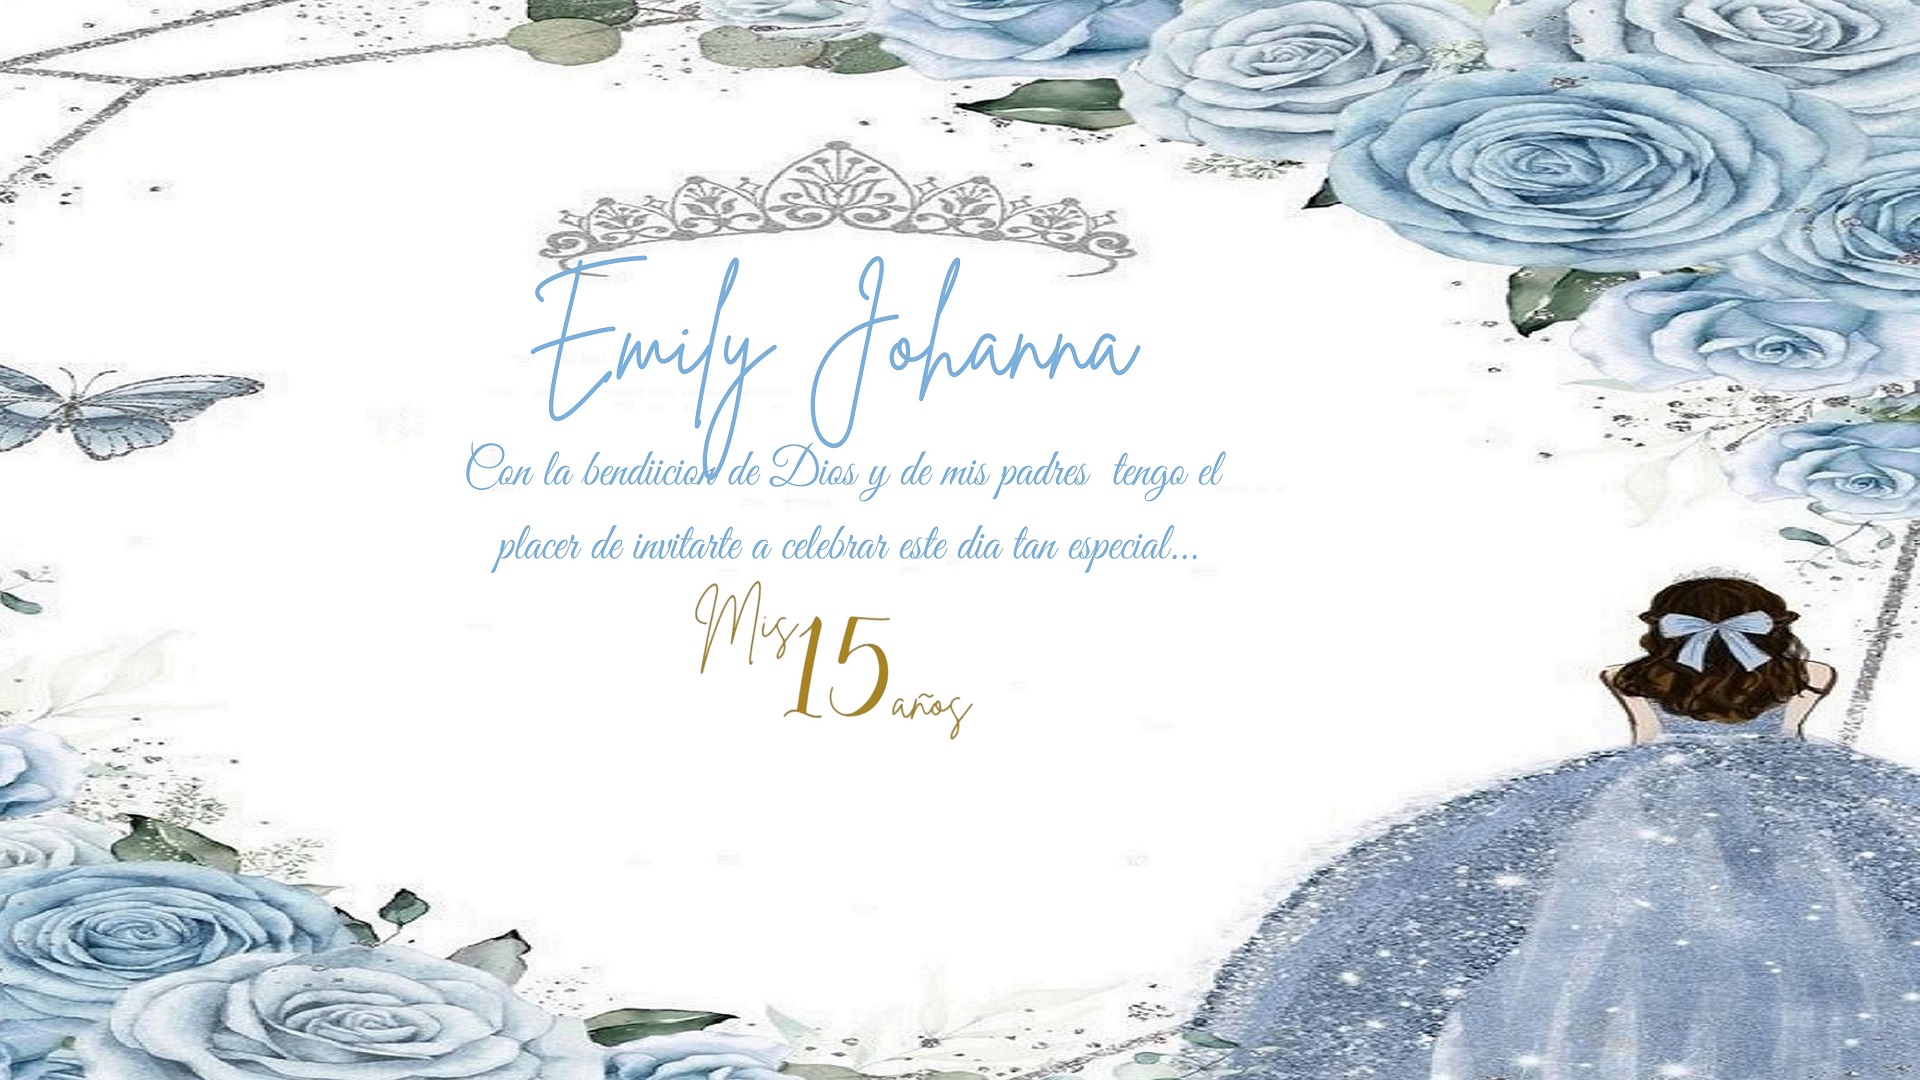 Emily Johanna
Con la bendiicion de Dios y de mis padres tengo el
placer de invitarte a celebrar este dia tan especial...
Mis 15 años